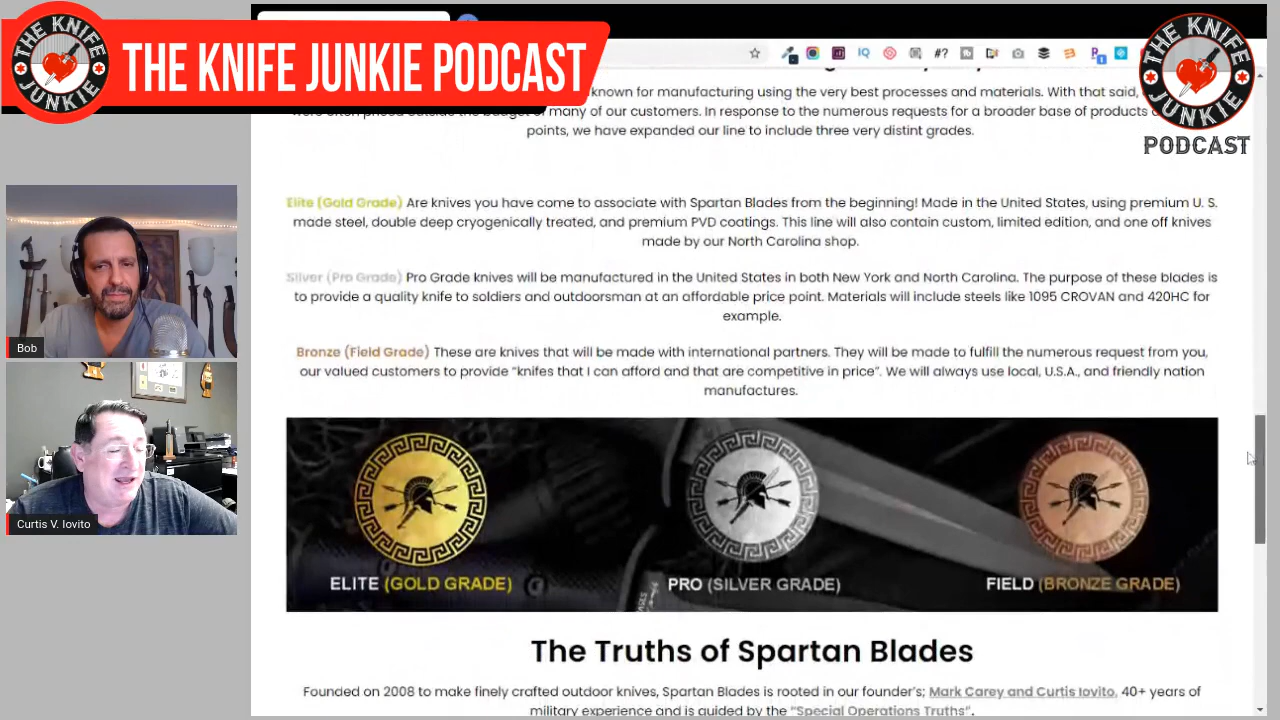 THE KNIFE JUNKIE
THE KNIFE JUNKIE PODCAST
THE KNIFE JUNKIE
PODCAST
known for manufacturing using the very best processes and materials. With that said,
were often priced outside the budget of many of our customers. In response to the numerous requests for a broader base of products
points, we have expanded our line to include three very distint grades.
Elite (Gold Grade) Are knives you have come to associate with Spartan Blades from the beginning! Made in the United States, using premium U. S.
made steel, double deep cryogenically treated, and premium PVD coatings. This line will also contain custom, limited edition, and one off knives
made by our North Carolina shop.
Silver (Pro Grade) Pro Grade knives will be manufactured in the United States in both New York and North Carolina. The purpose of these blades is
to provide a quality knife to soldiers and outdoorsman at an affordable price point. Materials will include steels like 1095 CROVAN and 420HC for
example.
Bronze (Field Grade) These are knives that will be made with international partners. They will be made to fulfill the numerous request from you,
our valued customers to provide “knifes that I can afford and that are competitive in price”. We will always use local, U.S.A., and friendly nation
manufactures.
ELITE (GOLD GRADE)
PRO (SILVER GRADE)
FIELD (BRONZE GRADE)
The Truths of Spartan Blades
Founded on 2008 to make finely crafted outdoor knives, Spartan Blades is rooted in our founder’s; Mark Carey and Curtis Iovito, 40+ years of
military experience and is guided by the “Special Operations Truths”.
Bob
Curtis V. Iovito